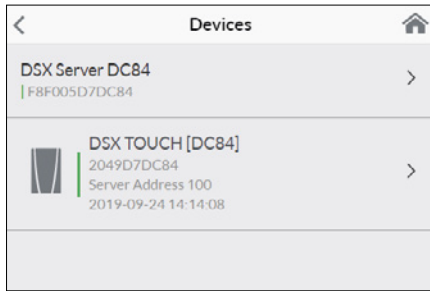 Devices
DSX Server DC84
F8F005D7DC84
DSX TOUCH [DC84]
2049D7DC84
Server Address 100
2019-09-24 14:14:08